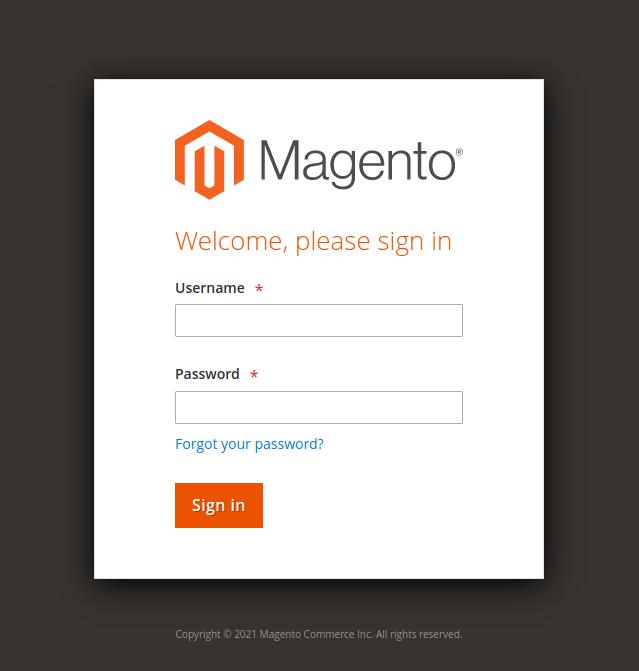 Magento®
Welcome, please sign in
Username *
Password *
Forgot your password?
Sign in
Copyright © 2021 Magento Commerce Inc. All rights reserved.